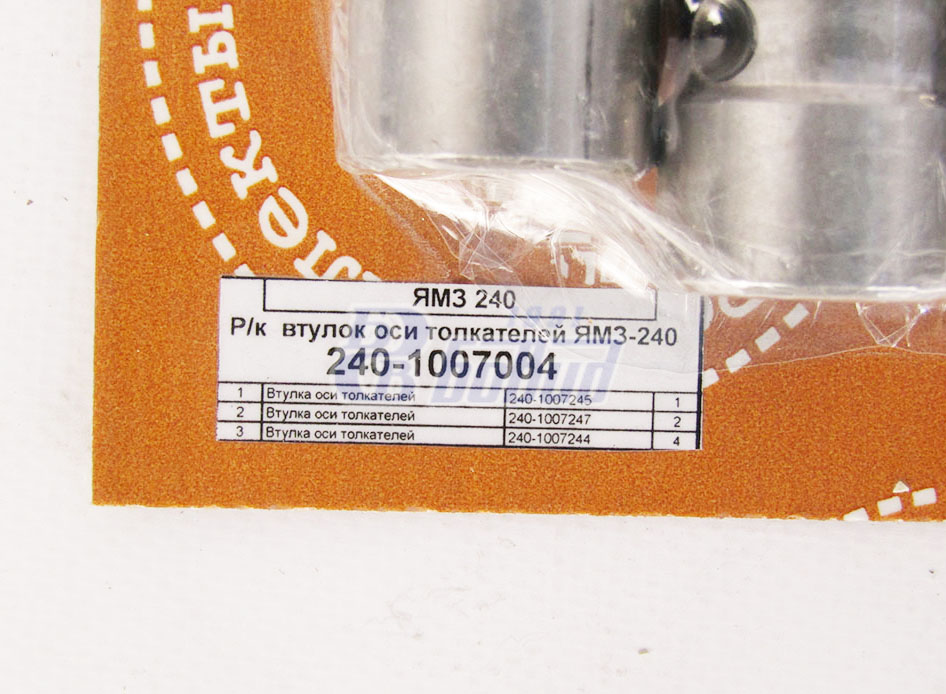 ЯМЗ 240
Р/к втулок оси толкателей ЯМЗ-240
240-1007004
1 Втулка оси толкателей 240-1007245 1
2 Втулка оси толкателей 240-1007247 2
3 Втулка оси толкателей 240-1007244 4